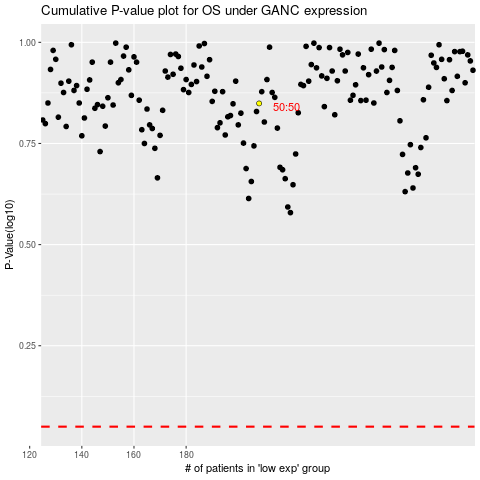 Cumulative P-value plot for OS under GANC expression
P-Value(log10)
1.00
0.75
0.50
0.25
50:50
120 140 160 180
# of patients in 'low exp' group